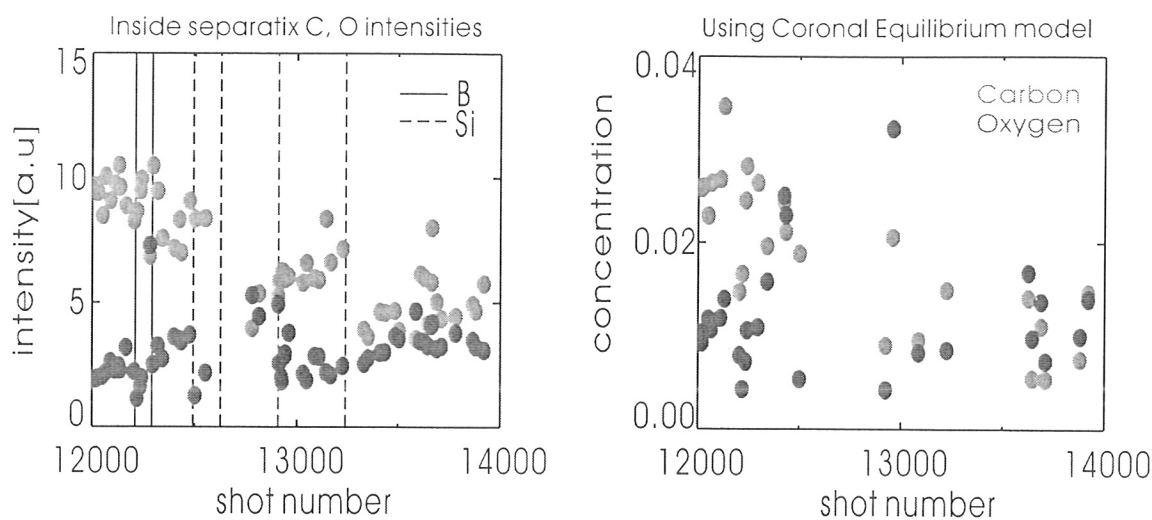 Inside separatix C, O intensities
15
10
5
0
intensity[a.u]
B
Si
12000
13000
14000
shot number
Using Coronal Equilibrium model
0.04
0.02
0.00
concentration
Carbon
Oxygen
12000
13000
14000
shot number